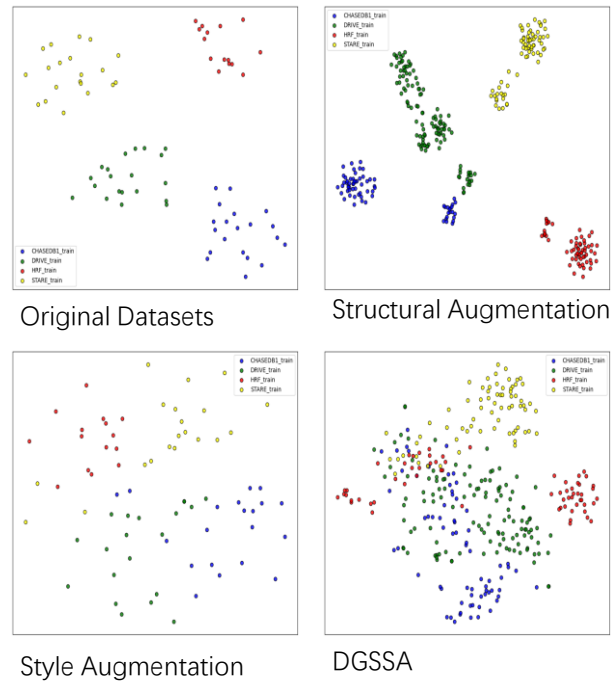 CHASEDB1_train
DRIVE_train
HRF_train
STARE_train
Original Datasets
CHASEDB1_train
DRIVE_train
HRF_train
STARE_train
Structural Augmentation
CHASEDB1_train
DRIVE_train
HRF_train
STARE_train
Style Augmentation
CHASEDB1_train
DRIVE_train
HRF_train
STARE_train
DGSSA